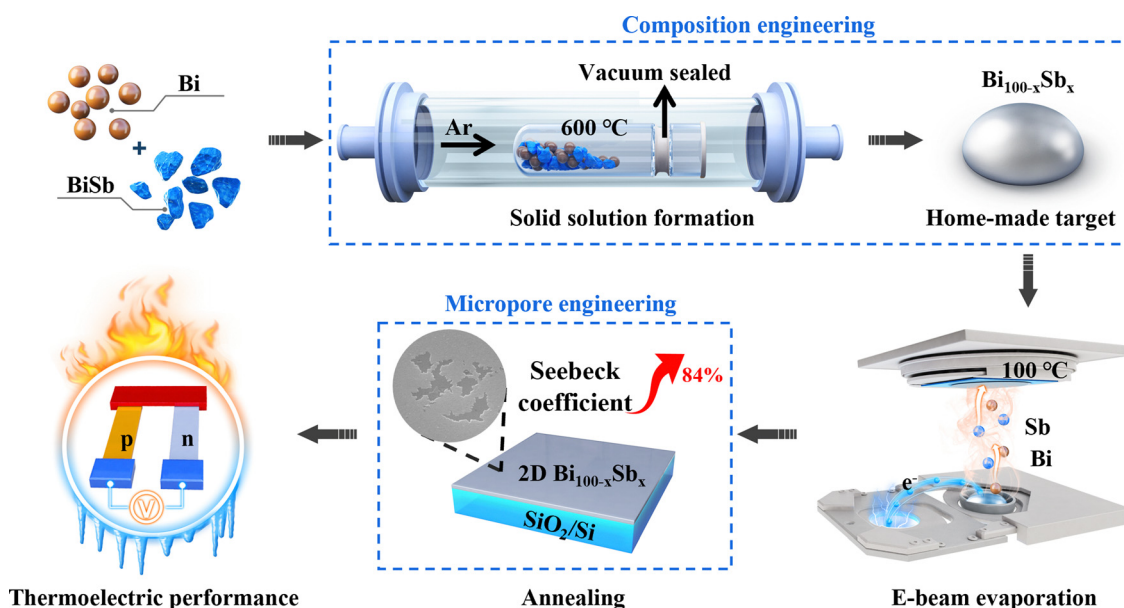 Composition engineering
Bi
+
BiSb
Ar
600 °C
Vacuum sealed
Solid solution formation
Bi₁₀₀₋ₓSbₓ
Home-made target
100 °C
Sb
Bi
e⁻
E-beam evaporation
Micropore engineering
Seebeck
coefficient
84%
2D Bi₁₀₀₋ₓSbₓ
SiO₂/Si
Annealing
p
n
V
Thermoelectric performance